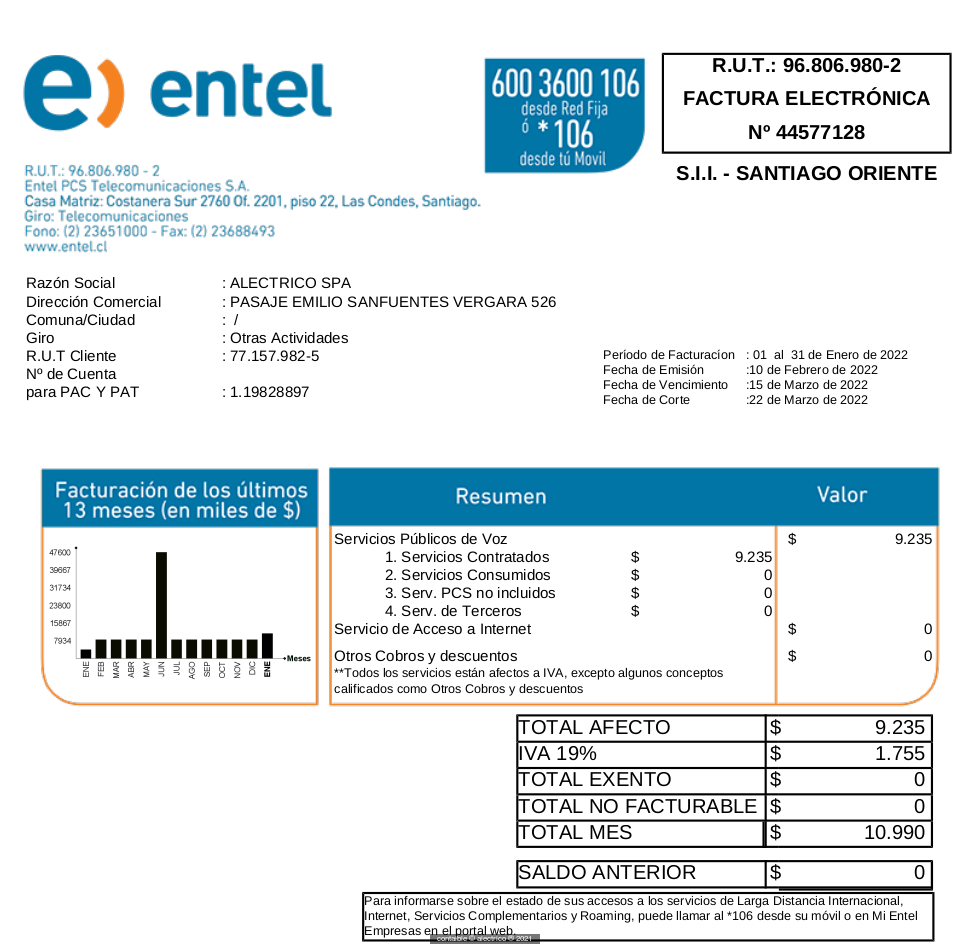 e) entel
600 3600 106
desde Red Fija
ó *106
desde tú Movil
R.U.T.: 96.806.980-2
FACTURA ELECTRÓNICA
Nº 44577128
S.I.I. - SANTIAGO ORIENTE
R.U.T.: 96.806.980 - 2
Entel PCS Telecomunicaciones S.A.
Casa Matriz: Costanera Sur 2760 Of. 2201, piso 22, Las Condes, Santiago.
Giro: Telecomunicaciones
Fono: (2) 23651000 - Fax: (2) 23688493
www.entel.cl
Razón Social : ALECTRICO SPA
Dirección Comercial : PASAJE EMILIO SANFUENTES VERGARA 526
Comuna/Ciudad : /
Giro : Otras Actividades
R.U.T Cliente : 77.157.982-5
Nº de Cuenta
para PAC Y PAT : 1.19828897
Período de Facturacíon : 01 al 31 de Enero de 2022
Fecha de Emisión :10 de Febrero de 2022
Fecha de Vencimiento :15 de Marzo de 2022
Fecha de Corte :22 de Marzo de 2022
Facturación de los últimos
13 meses (en miles de $)
47600
39667
31734
23800
15867
7934
ENE FEB MAR ABR MAY JUN JUL AGO SEP OCT NOV DIC ENE Meses
Resumen Valor
Servicios Públicos de Voz $ 9.235
1. Servicios Contratados $ 9.235
2. Servicios Consumidos $ 0
3. Serv. PCS no incluidos $ 0
4. Serv. de Terceros $ 0
Servicio de Acceso a Internet $ 0
Otros Cobros y descuentos $ 0
**Todos los servicios están afectos a IVA, excepto algunos conceptos
calificados como Otros Cobros y descuentos
TOTAL AFECTO $ 9.235
IVA 19% $ 1.755
TOTAL EXENTO $ 0
TOTAL NO FACTURABLE $ 0
TOTAL MES $ 10.990
SALDO ANTERIOR $ 0
Para informarse sobre el estado de sus accesos a los servicios de Larga Distancia Internacional,
Internet, Servicios Complementarios y Roaming, puede llamar al *106 desde su móvil o en Mi Entel
Empresas en el portal web.
contable © alectrico ® 2021